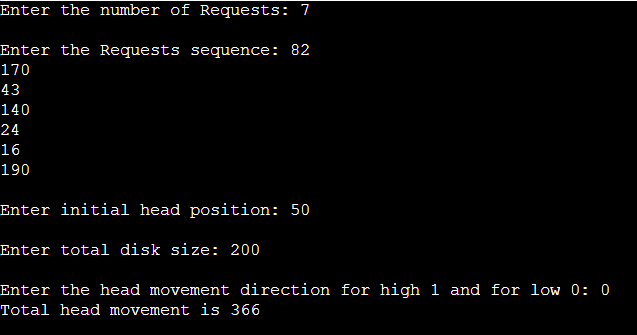 Enter the number of Requests: 7
Enter the Requests sequence: 82
170
43
140
24
16
190
Enter initial head position: 50
Enter total disk size: 200
Enter the head movement direction for high 1 and for low 0: 0
Total head movement is 366